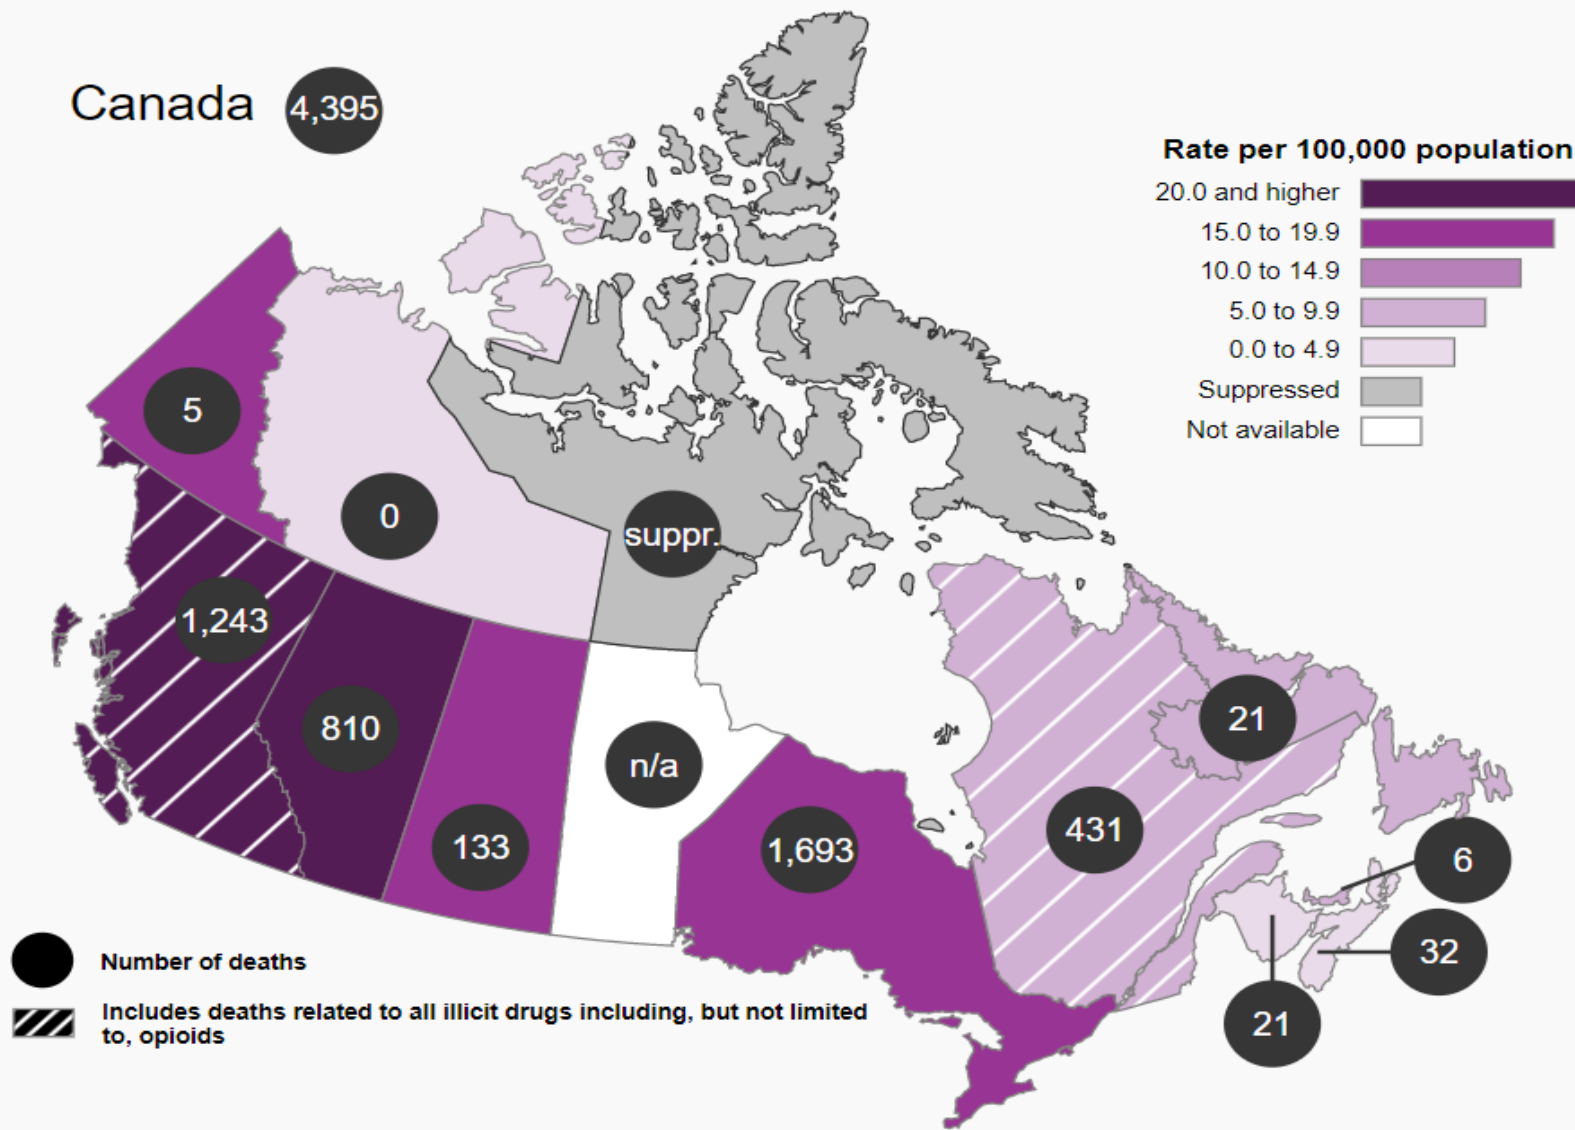 Canada 4,395
Rate per 100,000 population
20.0 and higher
15.0 to 19.9
10.0 to 14.9
5.0 to 9.9
0.0 to 4.9
Suppressed
Not available
5
0
suppr.
1,243
810
133
n/a
1,693
431
21
6
32
21
Number of deaths
Includes deaths related to all illicit drugs including, but not limited
to, opioids